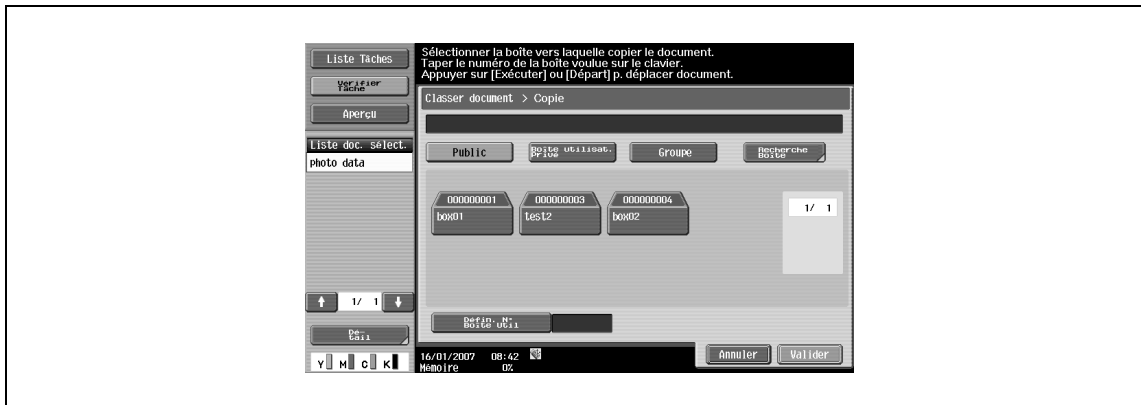 Liste Tâches
Vérifier
Tâche
Aperçu
Liste doc. sélect.
photo data
1/ 1
Dé-
tail
Y M C K
Sélectionner la boîte vers laquelle copier le document.
Taper le numéro de la boîte voulue sur le clavier.
Appuyer sur [Exécuter] ou [Départ] p. déplacer document.
Classer document > Copie
Public
Boîte utilisat.
Privé
Groupe
Recherche
Boîte
000000001
box01
000000003
test2
000000004
box02
1/ 1
Défin. N°
Boîte Util
16/01/2007 08:42
Mémoire 0%
Annuler
Valider